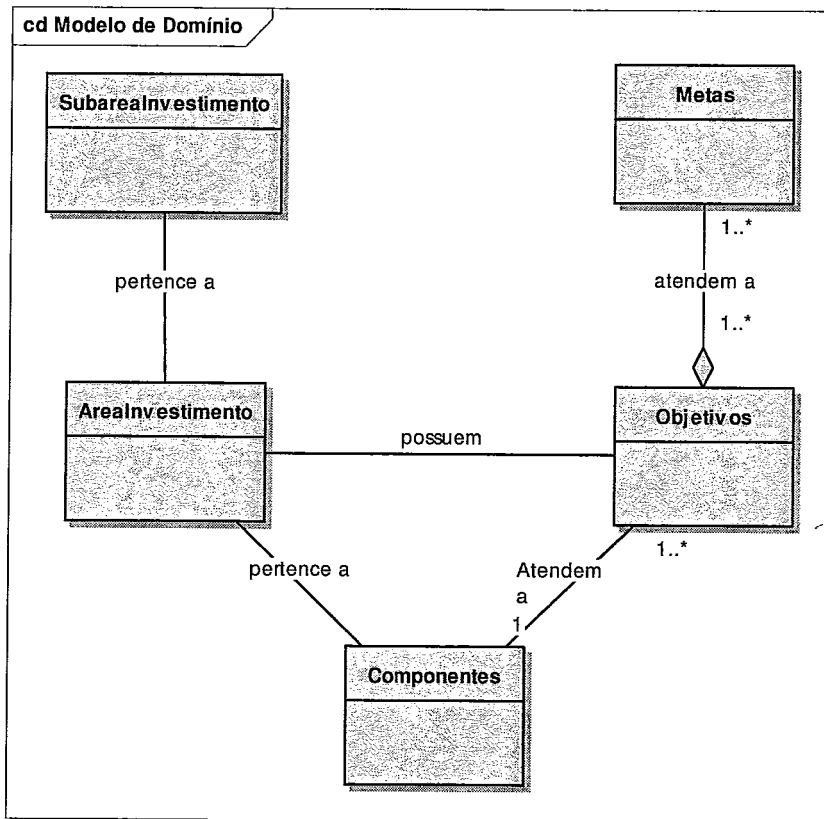 cd Modelo de Domínio
SubareaInvestimento
Metas
1..*
pertence a
atendem a
1..*
AreaInvestimento
Objetivos
possuem
1..*
pertence a
Atendem
a
1
Componentes